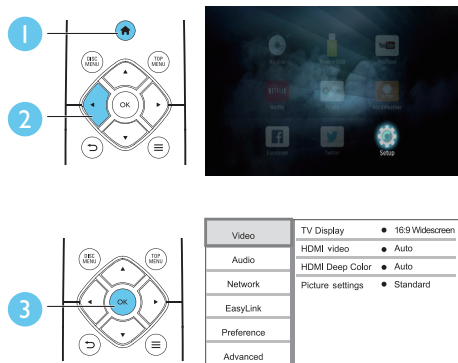 1
DISC MENU
TOP MENU
2
OK
YouTube
NETFLIX
Netflix
Facebook
Twitter
Setup
3
DISC MENU
TOP MENU
OK
Video
Audio
Network
EasyLink
Preference
Advanced
TV Display ● 16:9 Widescreen
HDMI video ● Auto
HDMI Deep Color ● Auto
Picture settings ● Standard